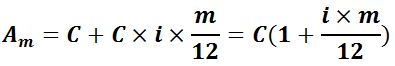 A_m = C + C × i × m/12 = C(1 + (i × m)/12)